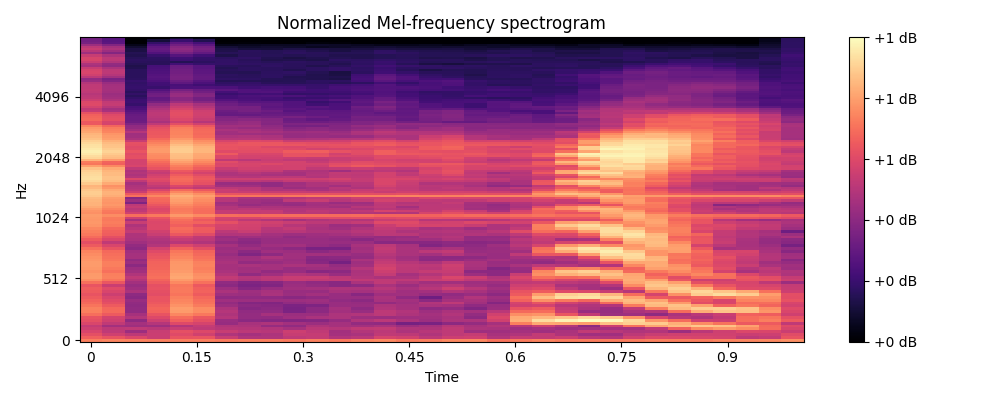 Normalized Mel-frequency spectrogram
Hz
4096
2048
1024
512
0
0 0.15 0.3 0.45 0.6 0.75 0.9
Time
+1 dB
+1 dB
+1 dB
+0 dB
+0 dB
+0 dB